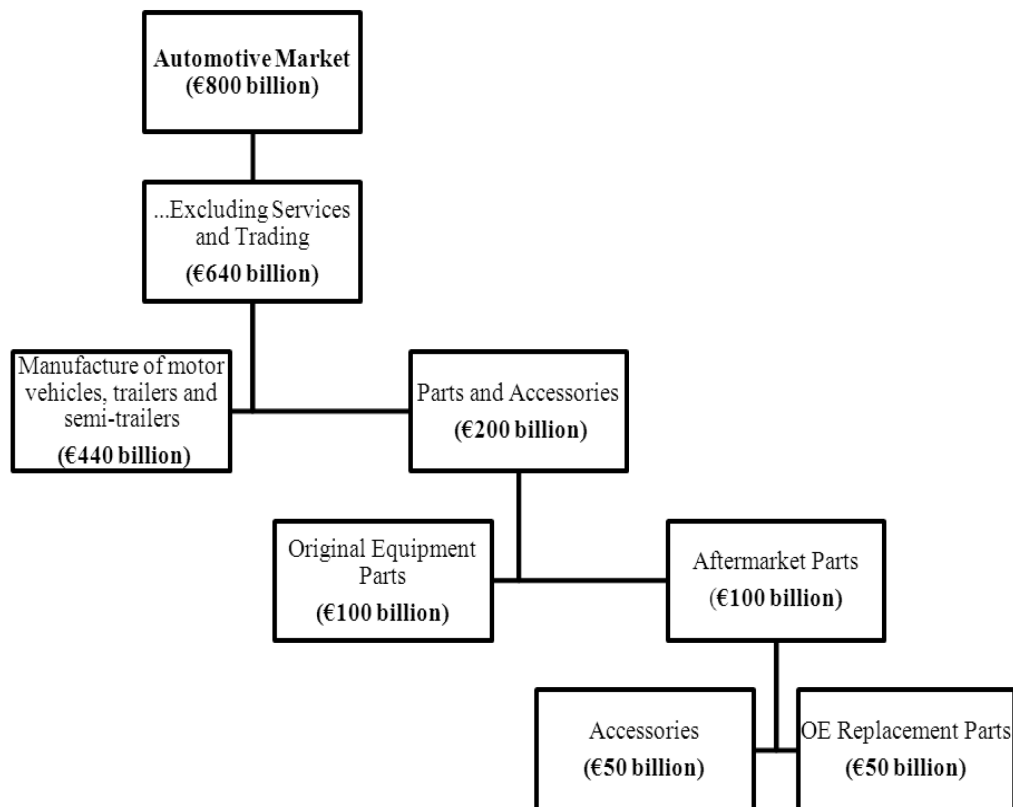 Automotive Market
(€800 billion)
...Excluding Services
and Trading
(€640 billion)
Manufacture of motor
vehicles, trailers and
semi-trailers
(€440 billion)
Parts and Accessories
(€200 billion)
Original Equipment
Parts
(€100 billion)
Aftermarket Parts
(€100 billion)
Accessories
(€50 billion)
OE Replacement Parts
(€50 billion)